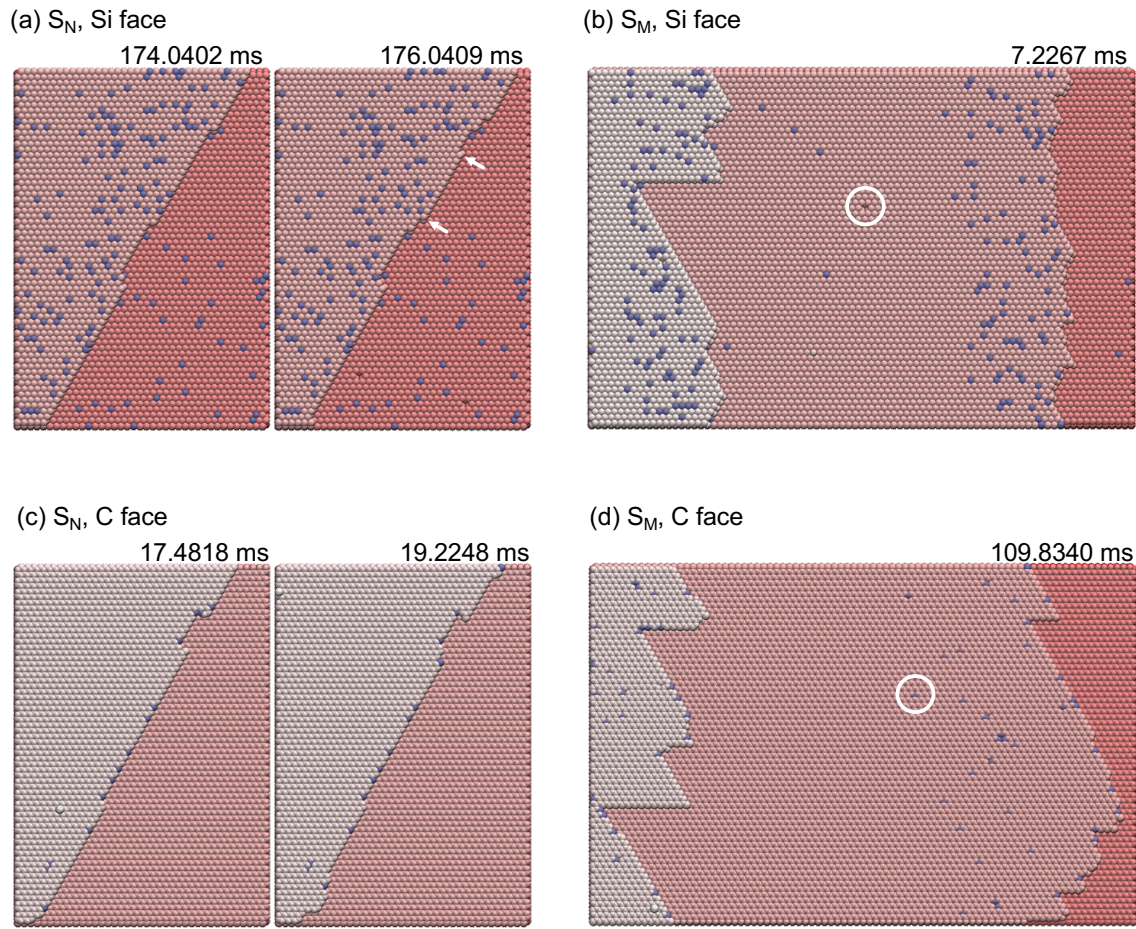 (a) S_N, Si face
174.0402 ms
176.0409 ms
(b) S_M, Si face
7.2267 ms
(c) S_N, C face
17.4818 ms
19.2248 ms
(d) S_M, C face
109.8340 ms